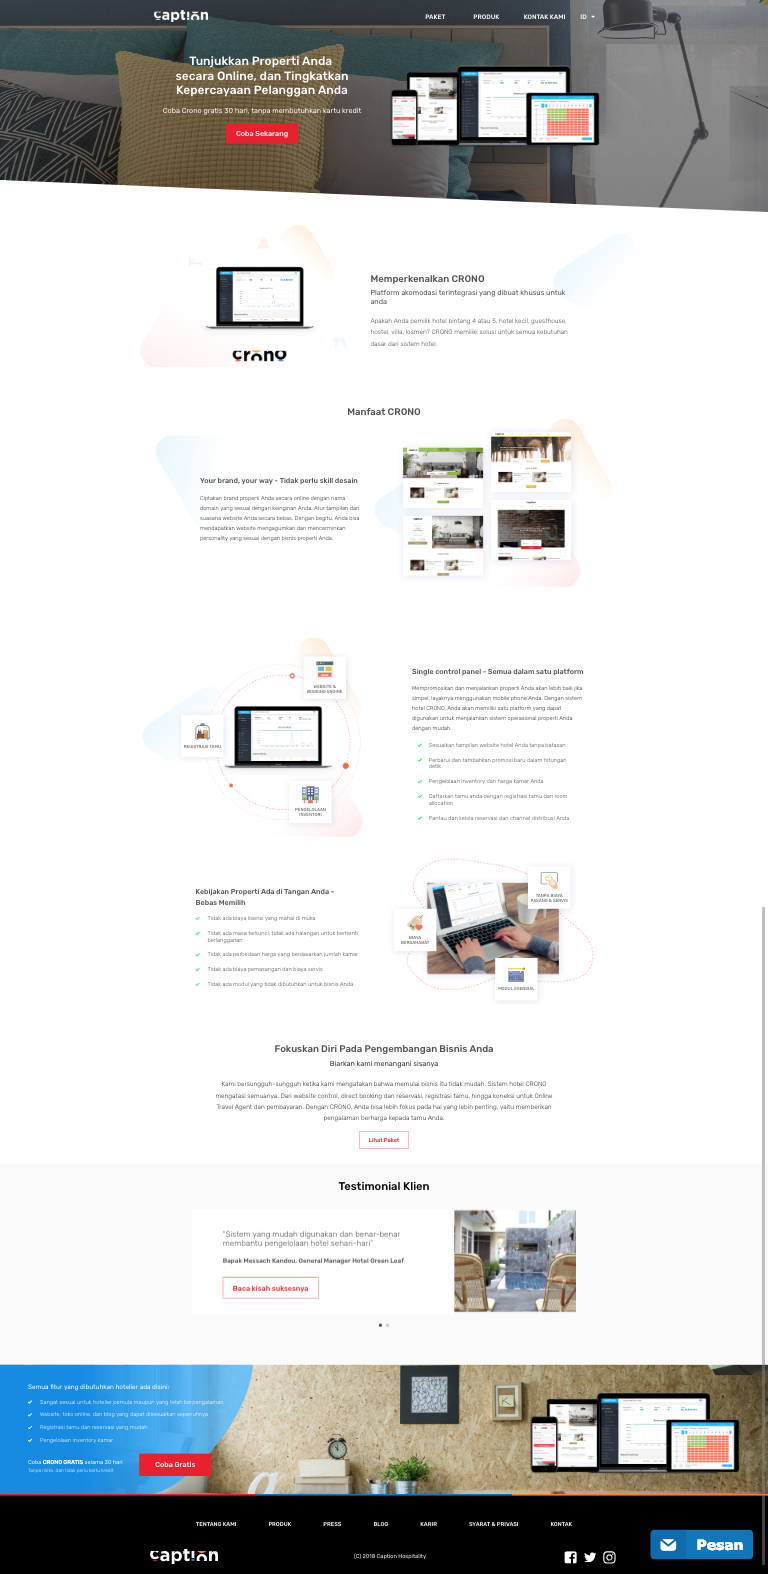 caption
PAKET PRODUK KONTAK KAMI ID
Tunjukkan Properti Anda
secara Online, dan Tingkatkan
Kepercayaan Pelanggan Anda
Coba Crono gratis 30 hari, tanpa membutuhkan kartu kredit
Coba Sekarang
Memperkenalkan CRONO
Platform akomodasi terintegrasi yang dibuat khusus untuk
anda
Apakah Anda pemilik hotel bintang 4 atau 5, hotel kecil, guesthouse,
hostel, villa, losmen? CRONO memiliki solusi untuk semua kebutuhan
dasar dari sistem hotel.
crono
Manfaat CRONO
Your brand, your way - Tidak perlu skill desain
Ciptakan brand properti Anda secara online dengan nama
domain yang sesuai dengan keinginan Anda. Atur tampilan dan
suasana website Anda secara bebas. Dengan begitu, Anda bisa
mendapatkan website mengagumkan dan mencerminkan
personality yang sesuai dengan bisnis properti Anda.
WEBSITE &
BOOKING ENGINE
REGISTRASI TAMU
PENGELOLAAN
INVENTORI
Single control panel - Semua dalam satu platform
Mempromosikan dan menjalankan properti Anda akan lebih baik jika
simpel, layaknya menggunakan mobile phone Anda. Dengan sistem
hotel CRONO, Anda akan memiliki satu platform yang dapat
digunakan untuk menjalankan sistem operasional properti Anda
dengan mudah.
Sesuaikan tampilan website hotel Anda tanpa batasan
Perbarui dan tambahkan promosi baru dalam hitungan
detik
Pengelolaan inventory dan harga kamar Anda
Daftarkan tamu anda dengan registrasi tamu dan room
allocation
Pantau dan kelola reservasi dan channel distribusi Anda
Kebijakan Properti Ada di Tangan Anda -
Bebas Memilih
Tidak ada biaya lisensi yang mahal di muka
Tidak ada masa terkunci, tidak ada halangan untuk berhenti
berlangganan
Tidak ada perbedaan harga yang berdasarkan jumlah kamar
Tidak ada biaya pemasangan dan biaya servis
Tidak ada modul yang tidak dibutuhkan untuk bisnis Anda
TANPA BIAYA
PASANG & SERVIS
BIAYA
BERSAHABAT
MODUL ESENSIAL
Fokuskan Diri Pada Pengembangan Bisnis Anda
Biarkan kami menangani sisanya
Kami bersungguh-sungguh ketika kami mengatakan bahwa memulai bisnis itu tidak mudah. Sistem hotel CRONO
mengatasi semuanya. Dari website control, direct booking dan reservasi, registrasi tamu, hingga koneksi untuk Online
Travel Agent dan pembayaran. Dengan CRONO, Anda bisa lebih fokus pada hal yang lebih penting, yaitu memberikan
pengalaman berharga kepada tamu Anda.
Lihat Paket
Testimonial Klien
"Sistem yang mudah digunakan dan benar-benar
membantu pengelolaan hotel sehari-hari"
Bapak Messach Kandou, General Manager Hotel Green Leaf
Baca kisah suksesnya
Semua fitur yang dibutuhkan hotelier ada disini:
Sangat sesuai untuk hotelier pemula maupun yang telah berpengalaman
Website, toko online, dan blog yang dapat disesuaikan sepenuhnya
Registrasi tamu dan reservasi yang mudah
Pengelolaan inventory kamar
Coba CRONO GRATIS selama 30 hari
Tanpa resiko, dan tidak perlu kartu kredit
Coba Gratis
TENTANG KAMI PRODUK PRESS BLOG KARIR SYARAT & PRIVASI KONTAK
caption
(C) 2018 Caption Hospitality
Pesan